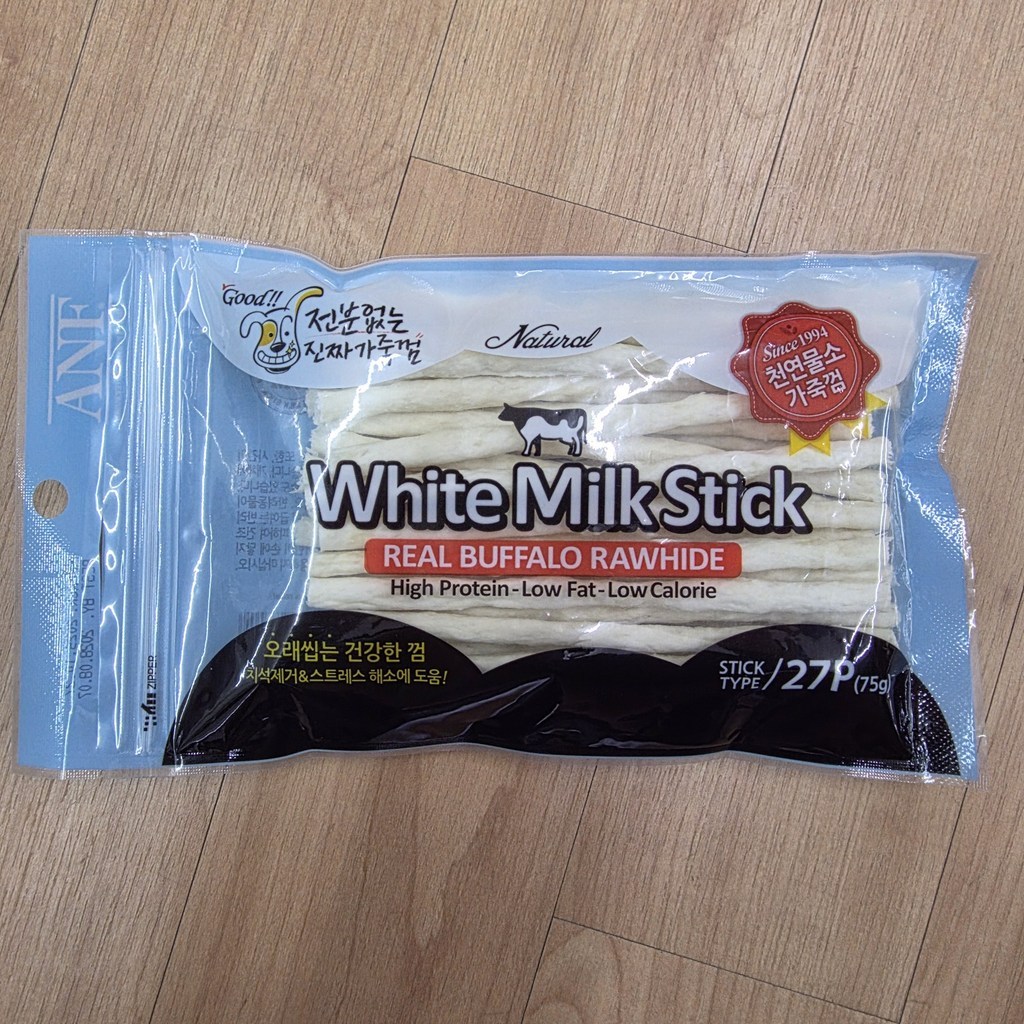 ANF
Good!!
전분없는
진짜가죽껌
Natural
Since1994
천연물소
가죽껌
White Milk Stick
REAL BUFFALO RAWHIDE
High Protein-Low Fat-Low Calorie
오래씹는 건강한 껌
치석제거&스트레스 해소에 도움!
STICK
TYPE/27P(75g)
ZIPPER